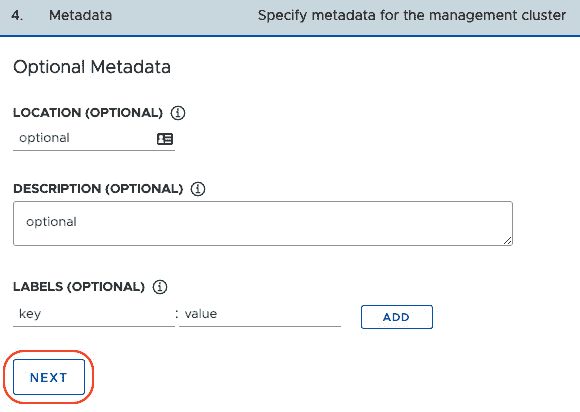 4. Metadata Specify metadata for the management cluster
Optional Metadata
LOCATION (OPTIONAL)
optional
DESCRIPTION (OPTIONAL)
optional
LABELS (OPTIONAL)
key : value ADD
NEXT